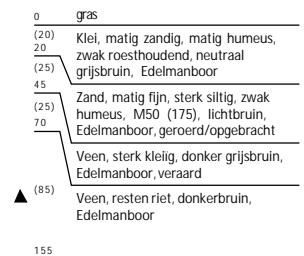 0 gras
(20) Klei, matig zandig, matig humeus,
20 zwak roesthoudend, neutraal
(25) grijsbruin, Edelmanboor
45
Zand, matig fijn, sterk siltig, zwak
(25) humeus, M50 (175), lichtbruin,
70 Edelmanboor, geroerd/opgebracht
Veen, sterk kleiïg, donker grijsbruin,
Edelmanboor, veraard
(85)
Veen, resten riet, donkerbruin,
Edelmanboor
155